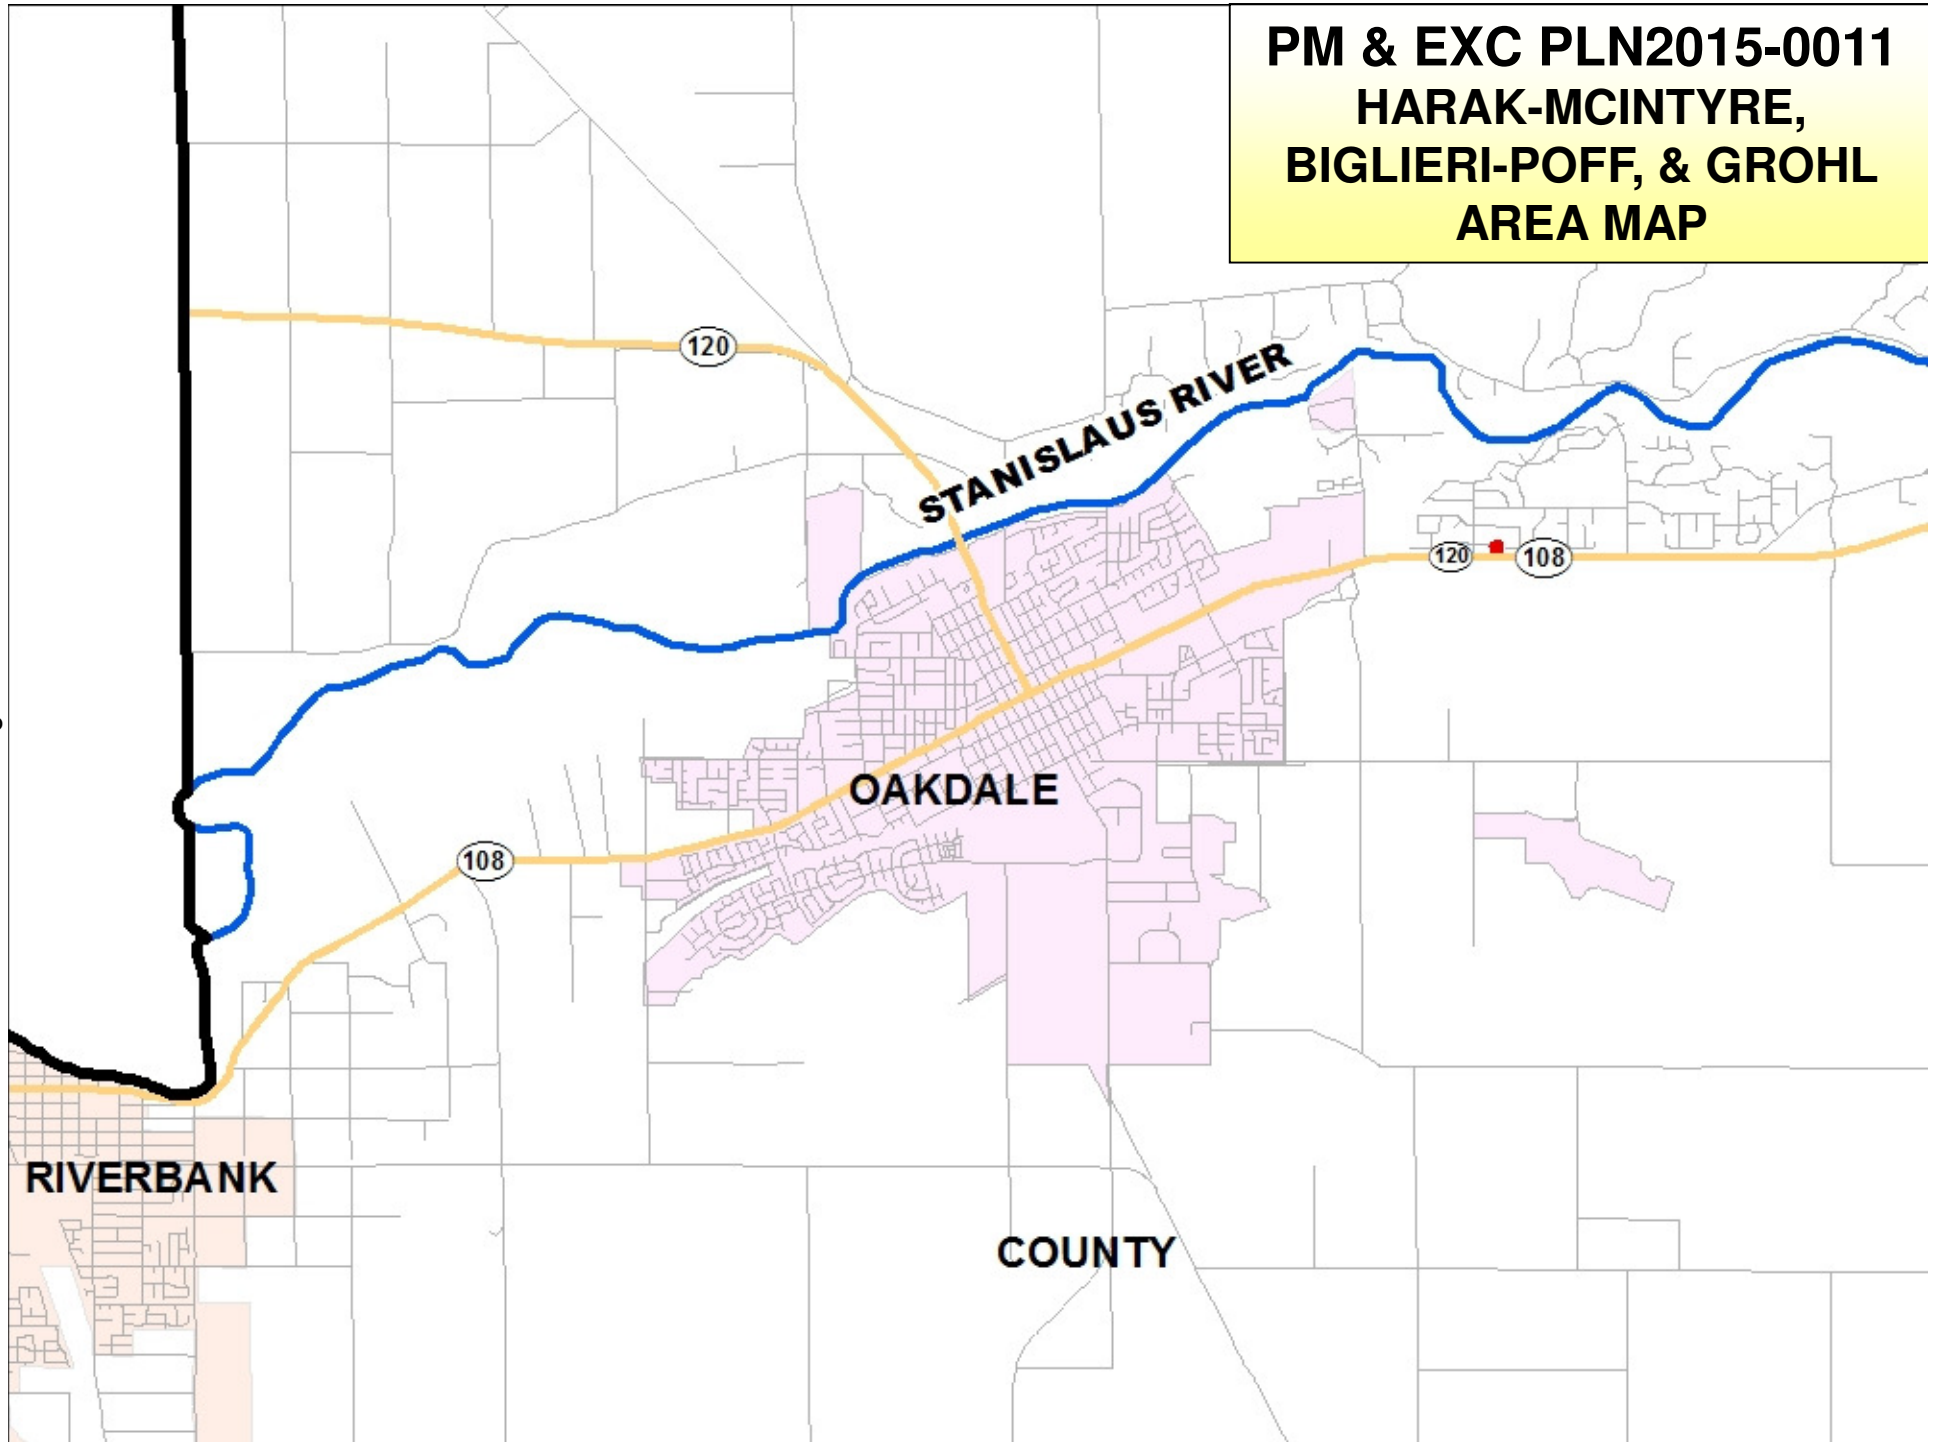 PM & EXC PLN2015-0011
HARAK-MCINTYRE,
BIGLIERI-POFF, & GROHL
AREA MAP
120
STANISLAUS RIVER
120
108
OAKDALE
108
RIVERBANK
COUNTY